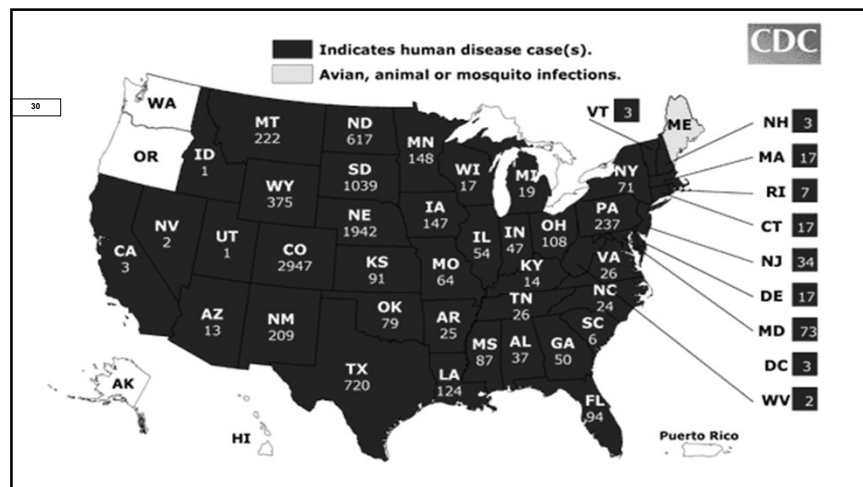 Indicates human disease case(s).
Avian, animal or mosquito infections.
CDC
30
WA
OR
MT
222
ID
1
WY
375
ND
617
SD
1039
NE
1942
MN
148
WI
17
MI
19
IA
147
NV
2
UT
1
CO
2947
CA
3
AZ
13
NM
209
KS
91
OK
79
TX
720
MO
64
AR
25
LA
124
IL
54
IN
47
OH
108
KY
14
TN
26
MS
87
AL
37
GA
50
FL
94
SC
6
NC
24
VA
26
PA
237
NY
71
ME
VT 3
NH 3
MA 17
RI 7
CT 17
NJ 34
DE 17
MD 73
DC 3
WV 2
AK
HI
Puerto Rico